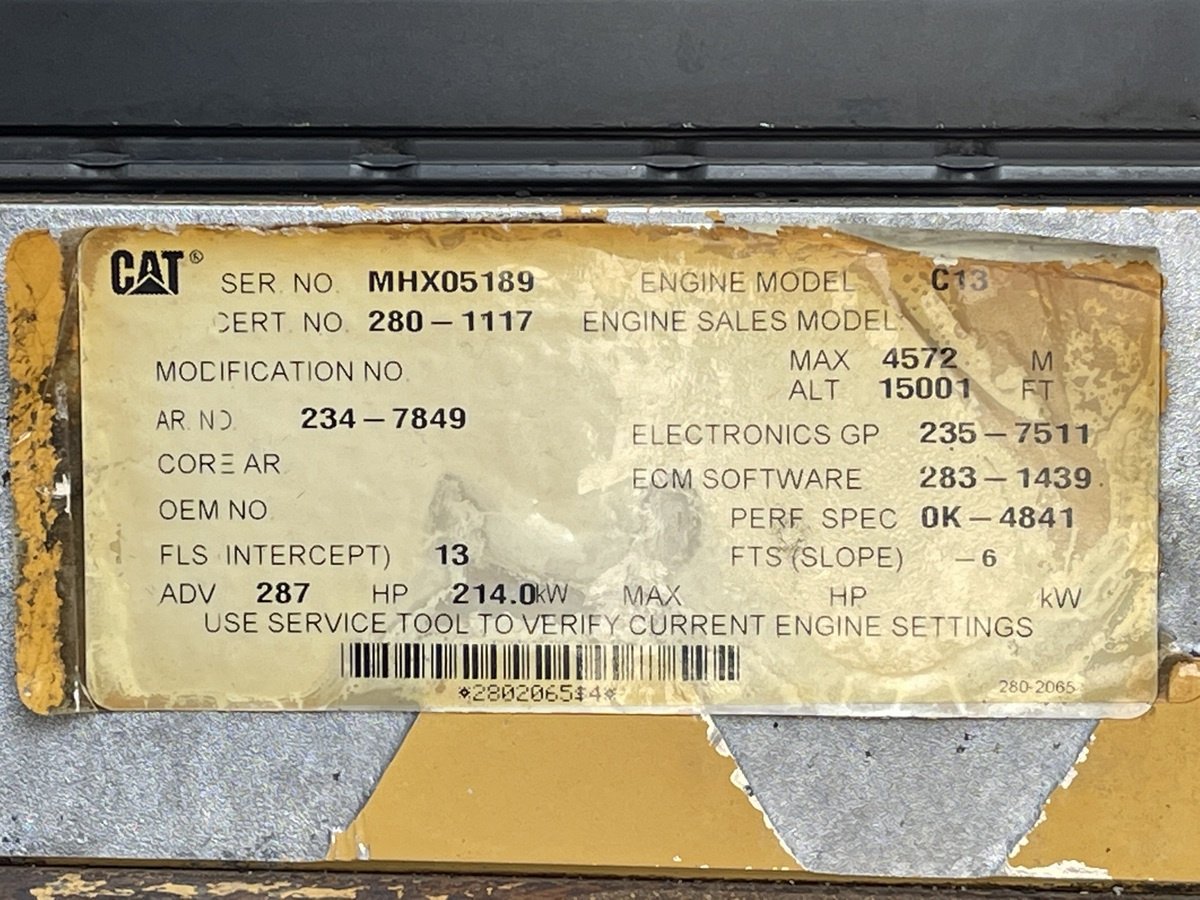 CAT® SER. NO. MHX05189 ENGINE MODEL C13
CERT. NO. 280-1117 ENGINE SALES MODEL:
MODIFICATION NO. MAX 4572 M
ALT 15001 FT
AR. NO. 234-7849 ELECTRONICS GP 235-7511
CORE AR ECM SOFTWARE 283-1439
OEM NO PERF. SPEC 0K-4841
FLS (INTERCEPT) 13 FTS (SLOPE) -6
ADV 287 HP 214.0kW MAX HP kW
USE SERVICE TOOL TO VERIFY CURRENT ENGINE SETTINGS
*2802065$4*
280-2065